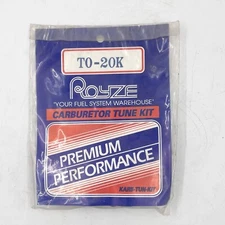 TO-20K
ROYZE
"YOUR FUEL SYSTEM WAREHOUSE"
CARBURETOR TUNE KIT
PREMIUM
PERFORMANCE
KARB-TUN-KIT